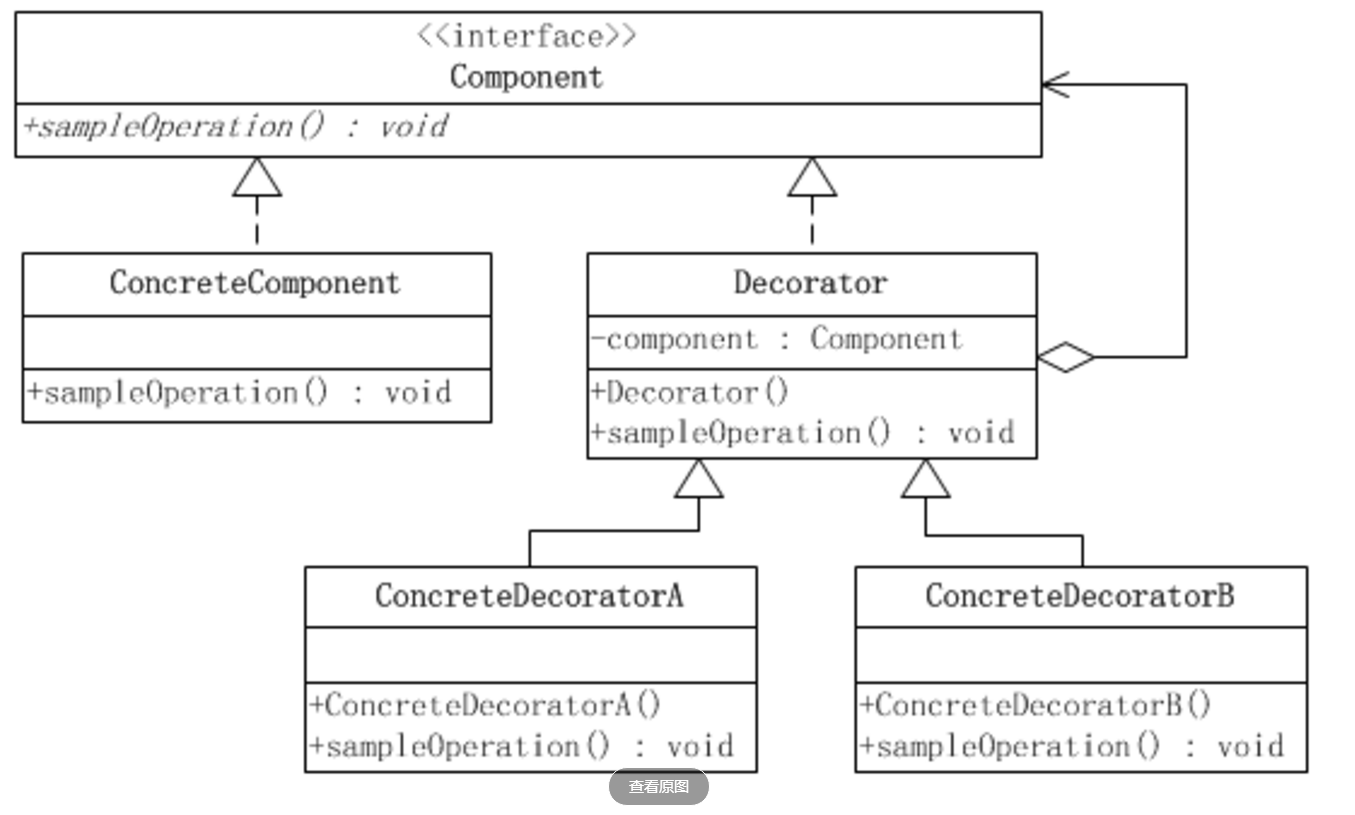 <<interface>>
Component
+sampleOperation() : void
ConcreteComponent
+sampleOperation() : void
Decorator
-component : Component
+Decorator()
+sampleOperation() : void
ConcreteDecoratorA
+ConcreteDecoratorA()
+sampleOperation() : void
ConcreteDecoratorB
+ConcreteDecoratorB()
+sampleOperation() : void
查看原图